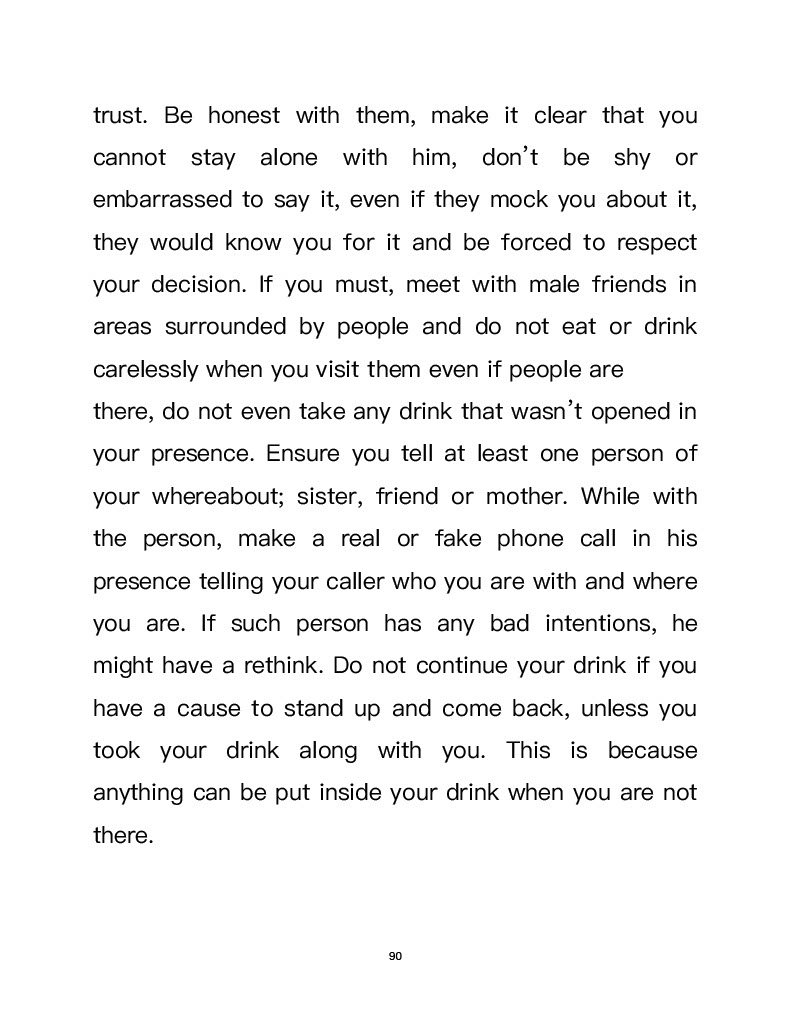 trust. Be honest with them, make it clear that you
cannot stay alone with him, don’t be shy or
embarrassed to say it, even if they mock you about it,
they would know you for it and be forced to respect
your decision. If you must, meet with male friends in
areas surrounded by people and do not eat or drink
carelessly when you visit them even if people are
there, do not even take any drink that wasn’t opened in
your presence. Ensure you tell at least one person of
your whereabout; sister, friend or mother. While with
the person, make a real or fake phone call in his
presence telling your caller who you are with and where
you are. If such person has any bad intentions, he
might have a rethink. Do not continue your drink if you
have a cause to stand up and come back, unless you
took your drink along with you. This is because
anything can be put inside your drink when you are not
there.
90